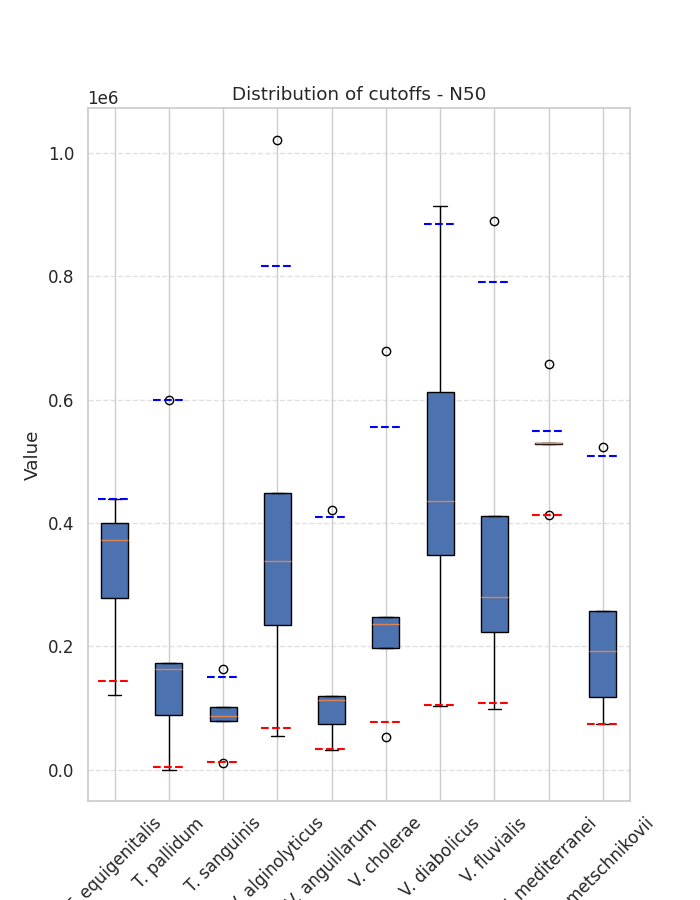 Distribution of cutoffs - N50
1e6
1.0
0.8
0.6
0.4
0.2
0.0
Value
equigenitalis
T. pallidum
T. sanguinis
V. alginolyticus
V. anguillarum
V. cholerae
V. diabolicus
V. fluvialis
mediterranei
metschnikovii